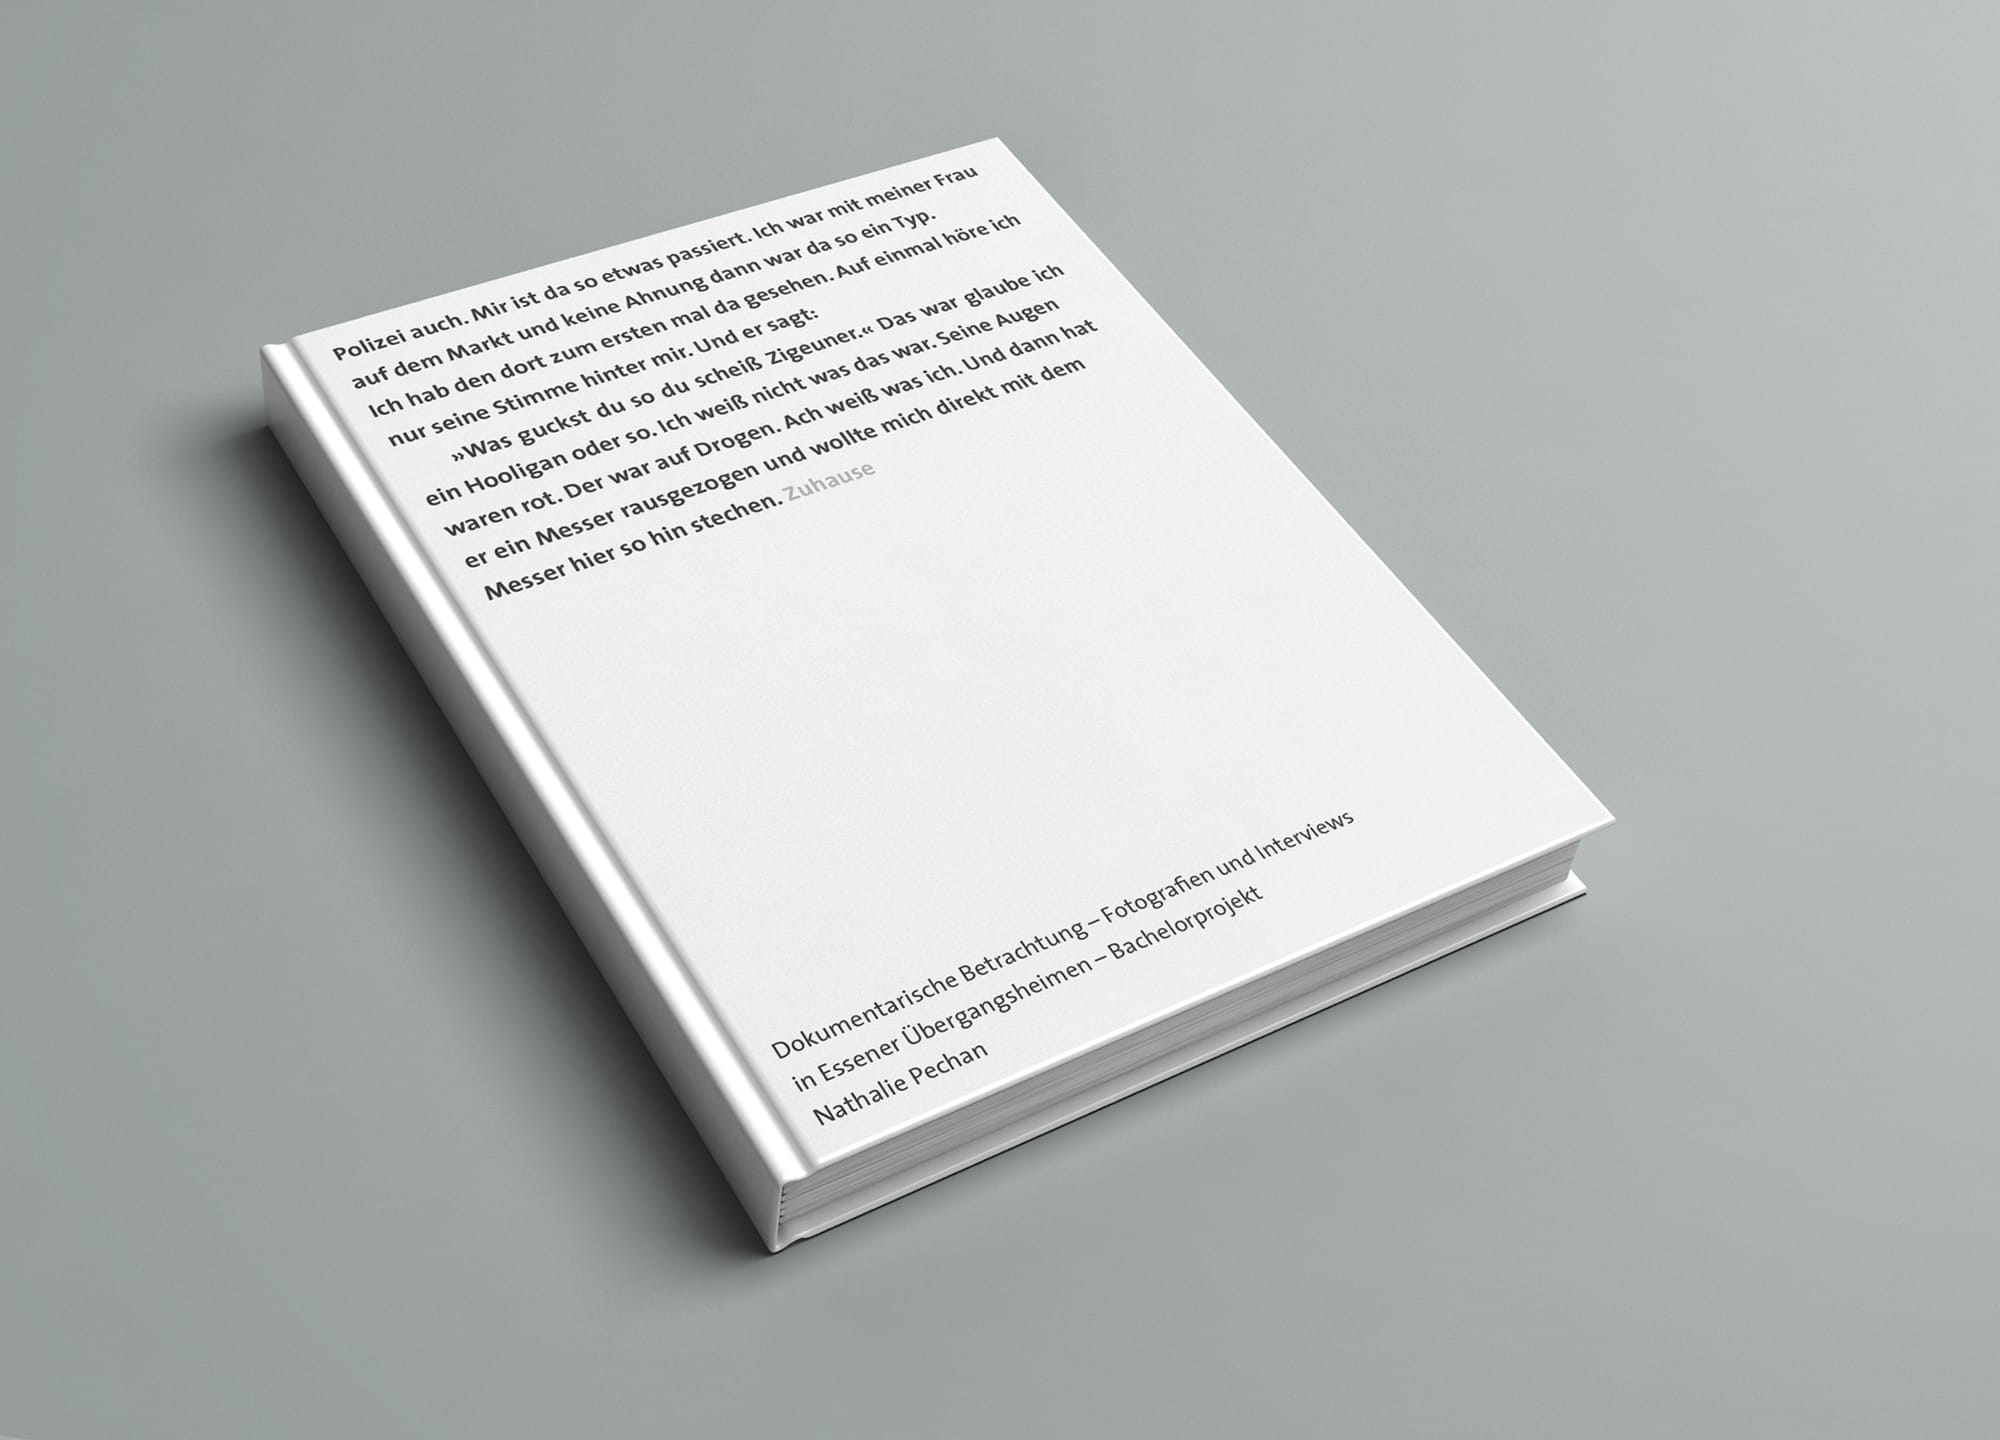 Polizei auch. Mir ist da so etwas passiert. Ich war mit meiner Frau
auf dem Markt und keine Ahnung dann war da so ein Typ.
Ich hab den dort zum ersten mal da gesehen. Auf einmal höre ich
nur seine Stimme hinter mir. Und er sagt:
»Was guckst du so du scheiß Zigeuner.« Das war glaube ich
ein Hooligan oder so. Ich weiß nicht was das war. Seine Augen
waren rot. Der war auf Drogen. Ach weiß was ich. Und dann hat
er ein Messer rausgezogen und wollte mich direkt mit dem
Messer hier so hin stechen. Zuhause
Dokumentarische Betrachtung – Fotografien und Interviews
in Essener Übergangsheimen – Bachelorprojekt
Nathalie Pechan